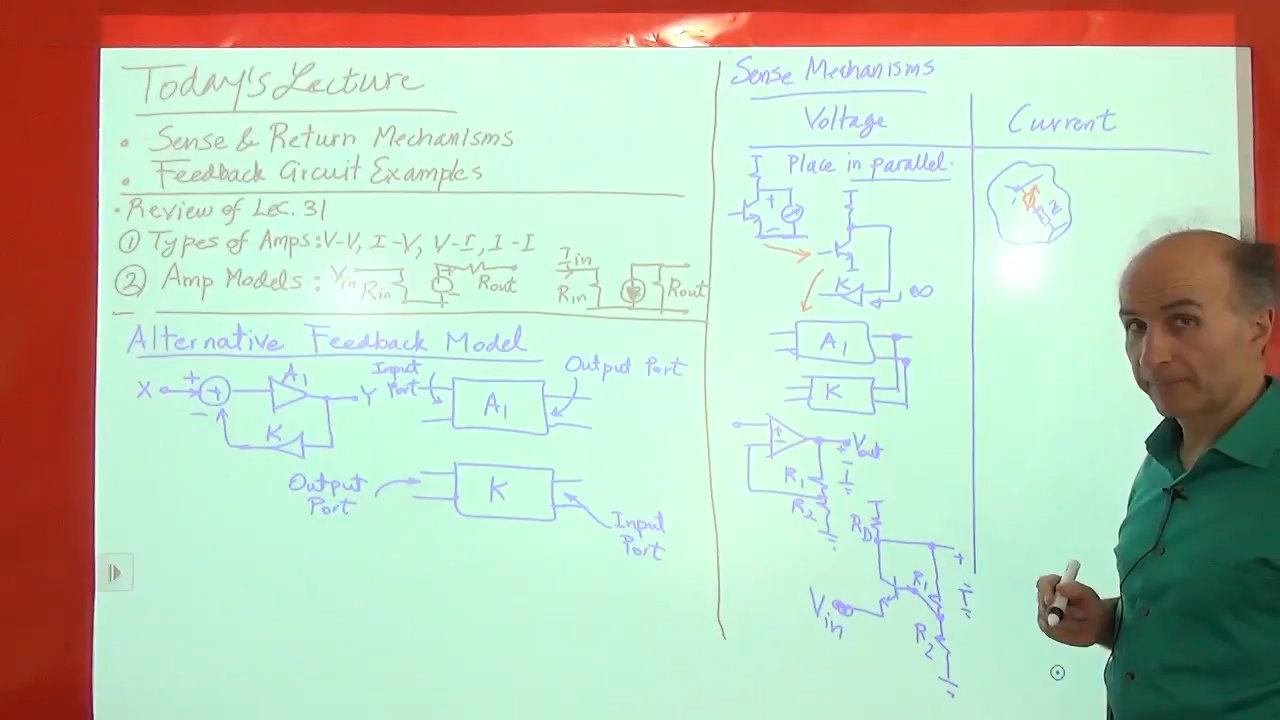 Today's Lecture
• Sense & Return Mechanisms
• Feedback Circuit Examples
• Review of Lec. 31
① Types of Amps: V-V, I-V, V-I, I-I
② Amp Models: Vin Rin + - Rout Iin Rin Rout
Alternative Feedback Model
X + + - A1 Y K
Input Port A1 Output Port
Output Port K Input Port
Sense Mechanisms
Voltage
Current
Place in parallel.
+ -
K ∞
A1
K
+ - Vout
R1
R2
RD
+ -
Vin
R1
R2